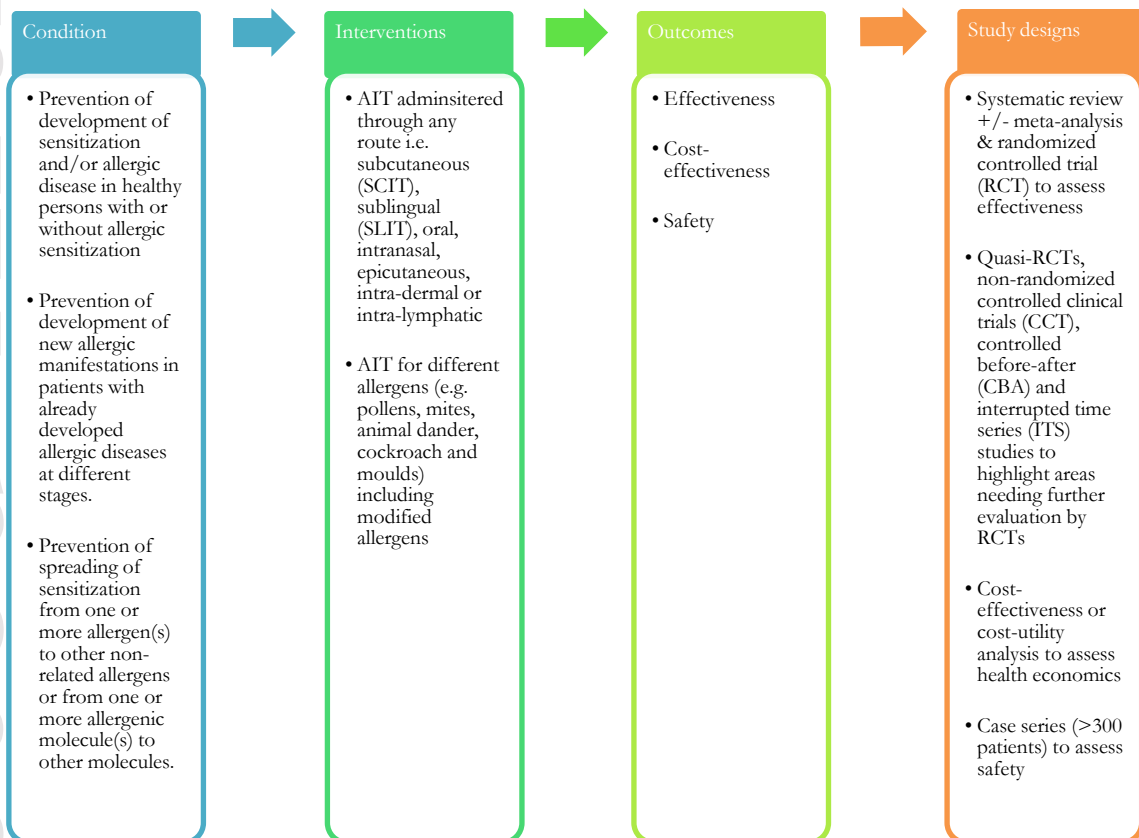 Condition
• Prevention of
development of
sensitization
and/or allergic
disease in healthy
persons with or
without allergic
sensitization
• Prevention of
development of
new allergic
manifestations in
patients with
already
developed
allergic diseases
at different
stages.
• Prevention of
spreading of
sensitization
from one or
more allergen(s)
to other non-
related allergens
or from one or
more allergenic
molecule(s) to
other molecules.
Interventions
• AIT adminsitered
through any
route i.e.
subcutaneous
(SCIT),
sublingual
(SLIT), oral,
intranasal,
epicutaneous,
intra-dermal or
intra-lymphatic
• AIT for different
allergens (e.g.
pollens, mites,
animal dander,
cockroach and
moulds)
including
modified
allergens
Outcomes
• Effectiveness
• Cost-
effectiveness
• Safety
Study designs
• Systematic review
+/- meta-analysis
& randomized
controlled trial
(RCT) to assess
effectiveness
• Quasi-RCTs,
non-randomized
controlled clinical
trials (CCT),
controlled
before-after
(CBA) and
interrupted time
series (ITS)
studies to
highlight areas
needing further
evaluation by
RCTs
• Cost-
effectiveness or
cost-utility
analysis to assess
health economics
• Case series (>300
patients) to assess
safety